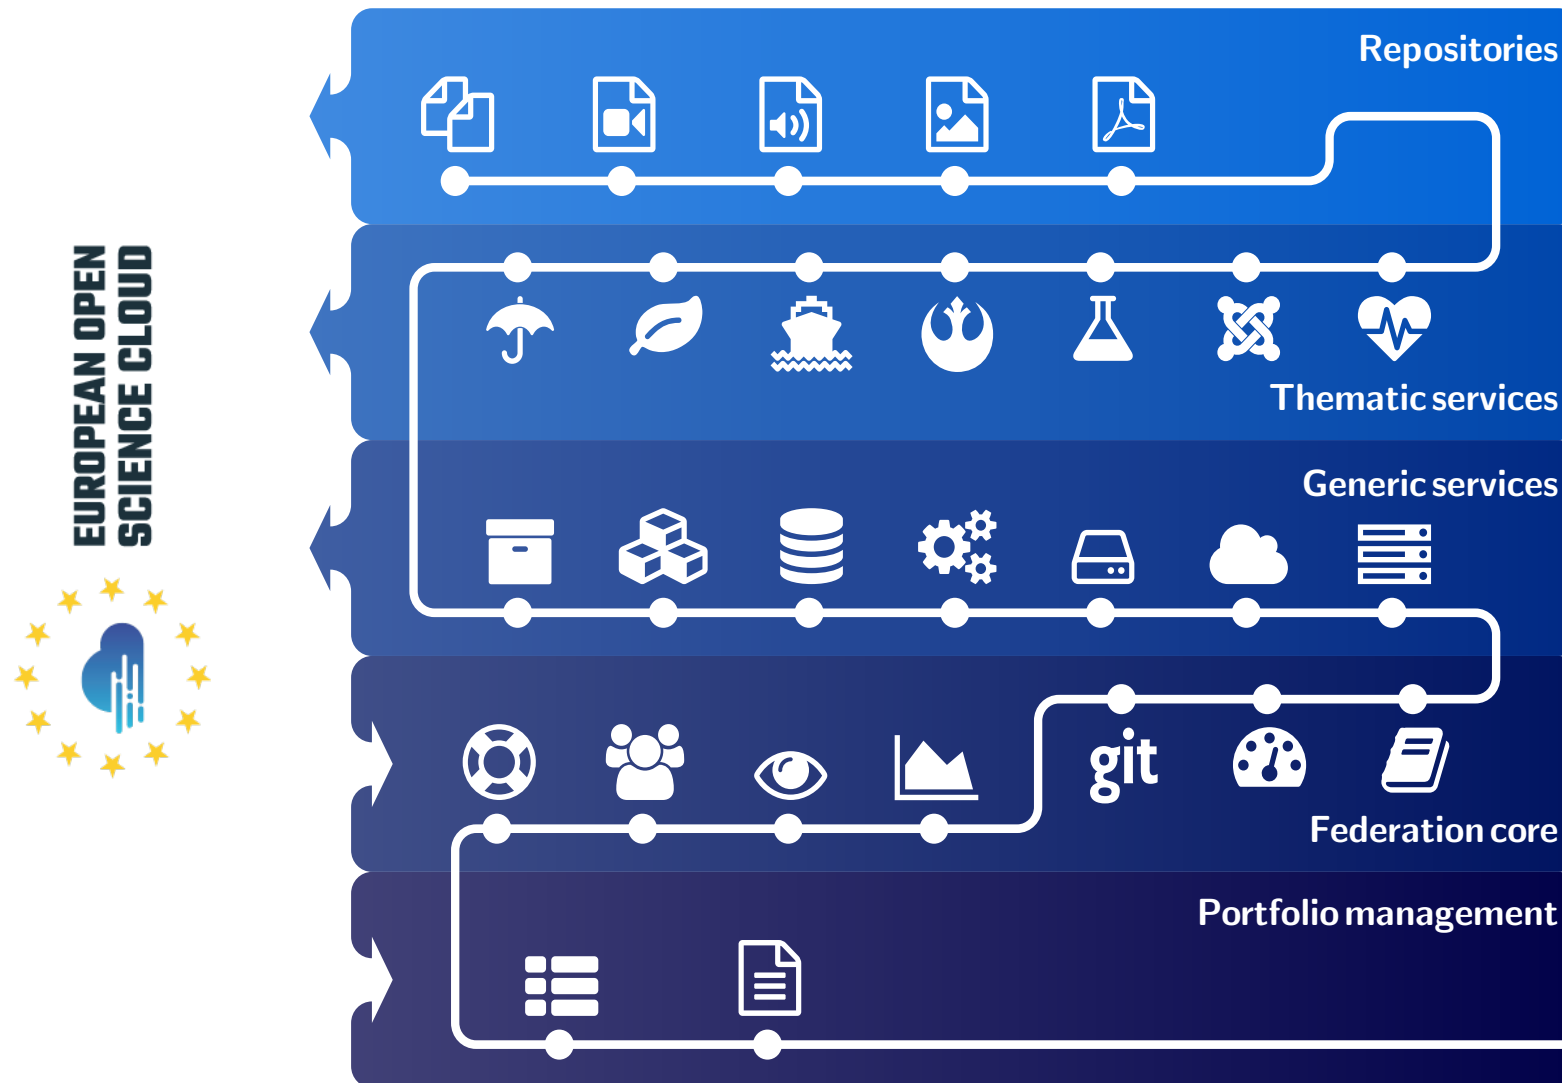 EUROPEAN OPEN
SCIENCE CLOUD
Repositories
Thematic services
Generic services
git
Federation core
Portfolio management